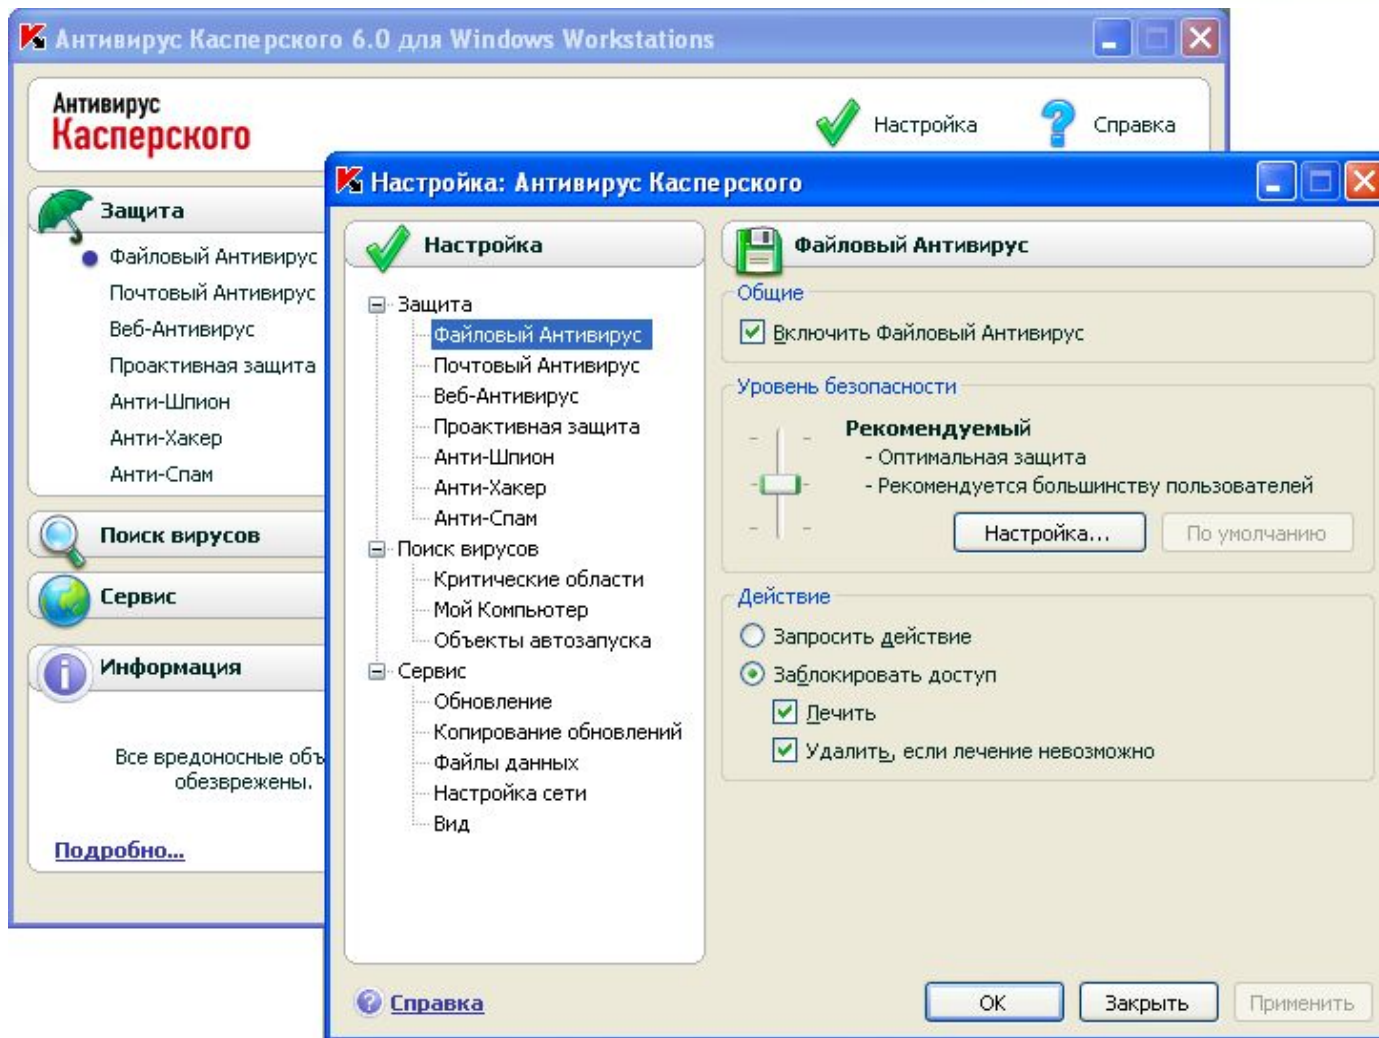 Антивирус Касперского 6.0 для Windows Workstations
Антивирус
Касперского
Настройка
Справка
Защита
Файловый Антивирус
Почтовый Антивирус
Веб-Антивирус
Проактивная защита
Анти-Шпион
Анти-Хакер
Анти-Спам
Поиск вирусов
Сервис
Информация
Все вредоносные объ
обезврежены.
Подробно...
Настройка: Антивирус Касперского
Настройка
Защита
Файловый Антивирус
Почтовый Антивирус
Веб-Антивирус
Проактивная защита
Анти-Шпион
Анти-Хакер
Анти-Спам
Поиск вирусов
Критические области
Мой Компьютер
Объекты автозапуска
Сервис
Обновление
Копирование обновлений
Файлы данных
Настройка сети
Вид
Файловый Антивирус
Общие
Включить Файловый Антивирус
Уровень безопасности
Рекомендуемый
- Оптимальная защита
- Рекомендуется большинству пользователей
Настройка... По умолчанию
Действие
Запросить действие
Заблокировать доступ
Лечить
Удалить, если лечение невозможно
Справка
ОК Закрыть Применить